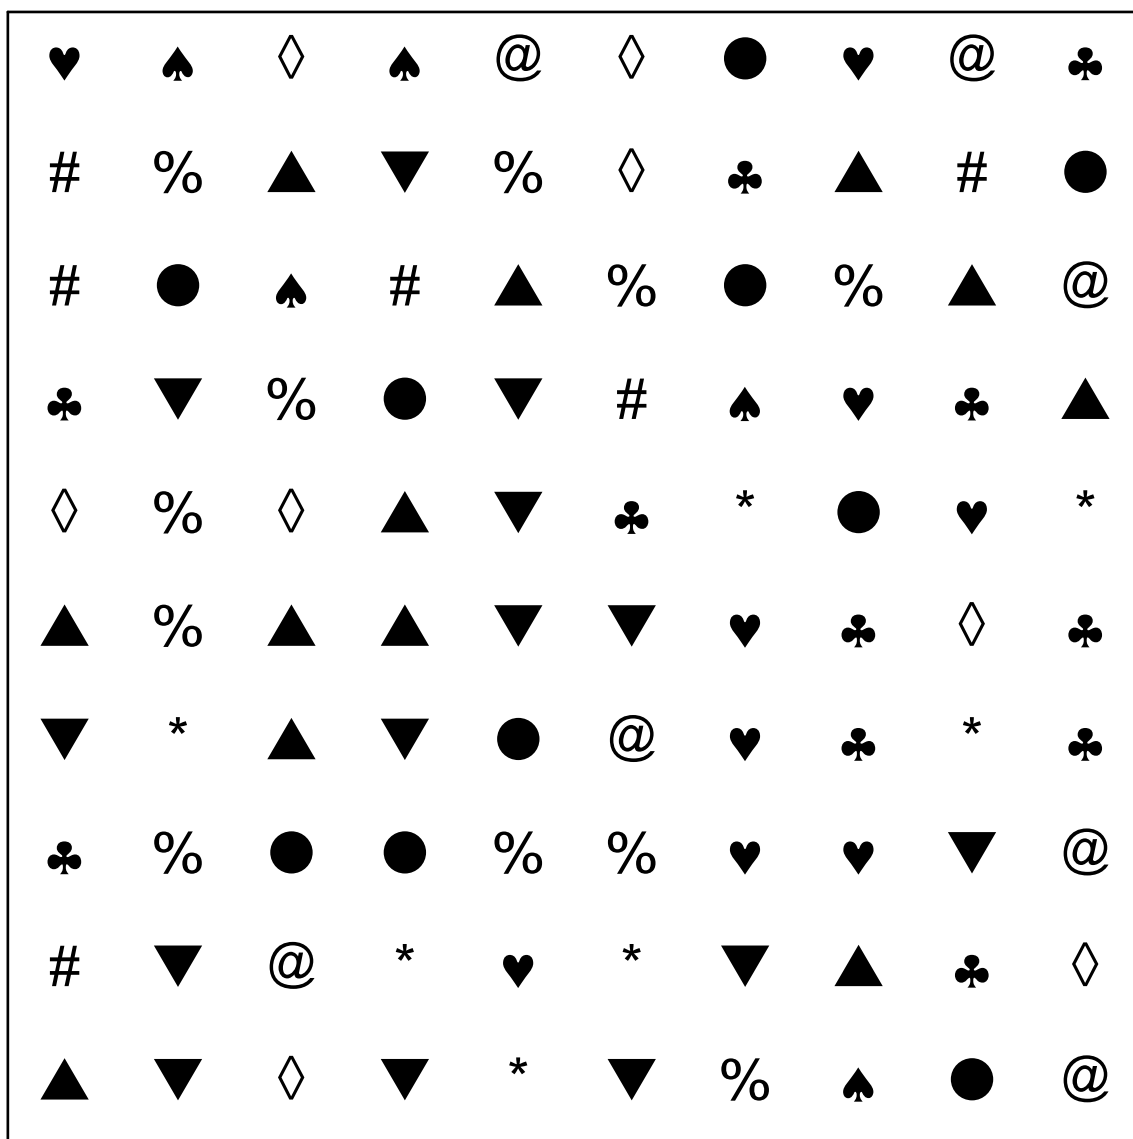 ♥ ♠ ◊ ♠ @ ◊ ● ♥ @ ♣
# % ▲ ▼ % ◊ ♣ ▲ # ●
# ● ♠ # ▲ % ● % ▲ @
♣ ▼ % ● ▼ # ♠ ♥ ♣ ▲
◊ % ◊ ▲ ▼ ♣ * ● ♥ *
▲ % ▲ ▲ ▼ ▼ ♥ ♣ ◊ ♣
▼ * ▲ ▼ ● @ ♥ ♣ * ♣
♣ % ● ● % % ♥ ♥ ▼ @
# ▼ @ * ♥ * ▼ ▲ ♣ ◊
▲ ▼ ◊ ▼ * ▼ % ♠ ● @